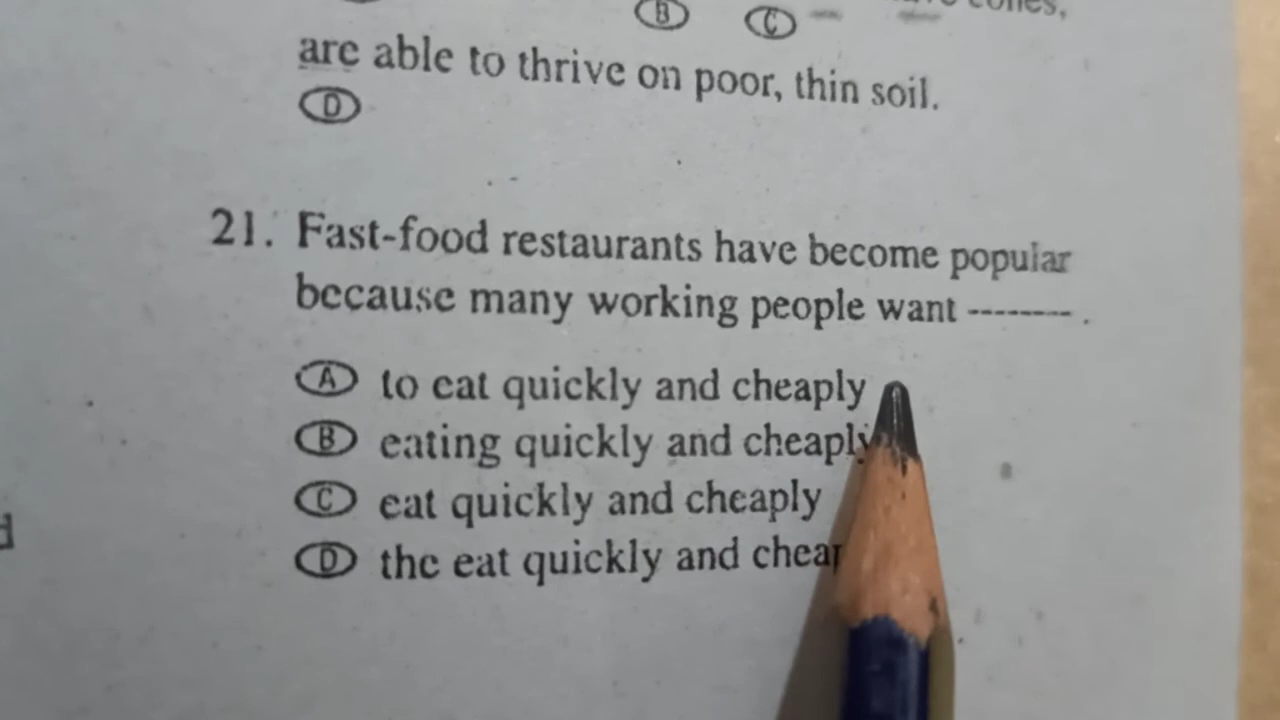 B C
are able to thrive on poor, thin soil.
D
21. Fast-food restaurants have become popular
because many working people want -------- .
A to eat quickly and cheaply
B eating quickly and cheaply
C eat quickly and cheaply
D the eat quickly and